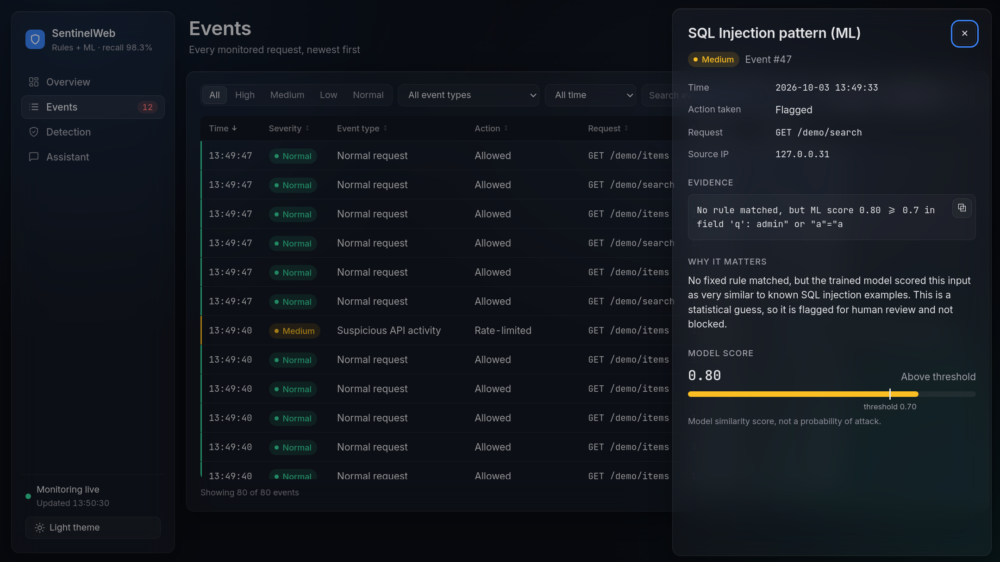 SentinelWeb
Rules + ML · recall 98.3%
Overview
Events 12
Detection
Assistant
Monitoring live
Updated 13:50:30
Light theme
Events
Every monitored request, newest first
All High Medium Low Normal All event types All time Search ev
Time ↓ Severity ↕ Event type ↕ Action ↕ Request ↕
13:49:47 Normal Normal request Allowed GET /demo/items
13:49:47 Normal Normal request Allowed GET /demo/search
13:49:47 Normal Normal request Allowed GET /demo/items
13:49:47 Normal Normal request Allowed GET /demo/search
13:49:47 Normal Normal request Allowed GET /demo/items
13:49:47 Normal Normal request Allowed GET /demo/search
13:49:40 Medium Suspicious API activity Rate-limited GET /demo/items
13:49:40 Normal Normal request Allowed GET /demo/items
13:49:40 Normal Normal request Allowed GET /demo/items
13:49:40 Normal Normal request Allowed GET /demo/items
13:49:40 Normal Normal request Allowed GET /demo/items
13:49:40 Normal Normal request Allowed GET /demo/items
Showing 80 of 80 events
SQL Injection pattern (ML)
Medium Event #47
Time 2026-10-03 13:49:33
Action taken Flagged
Request GET /demo/search
Source IP 127.0.0.31
EVIDENCE
No rule matched, but ML score 0.80 ⩾ 0.7 in
field 'q': admin" or "a"="a
WHY IT MATTERS
No fixed rule matched, but the trained model scored this input
as very similar to known SQL injection examples. This is a
statistical guess, so it is flagged for human review and not
blocked.
MODEL SCORE
0.80 Above threshold
threshold 0.70
Model similarity score, not a probability of attack.